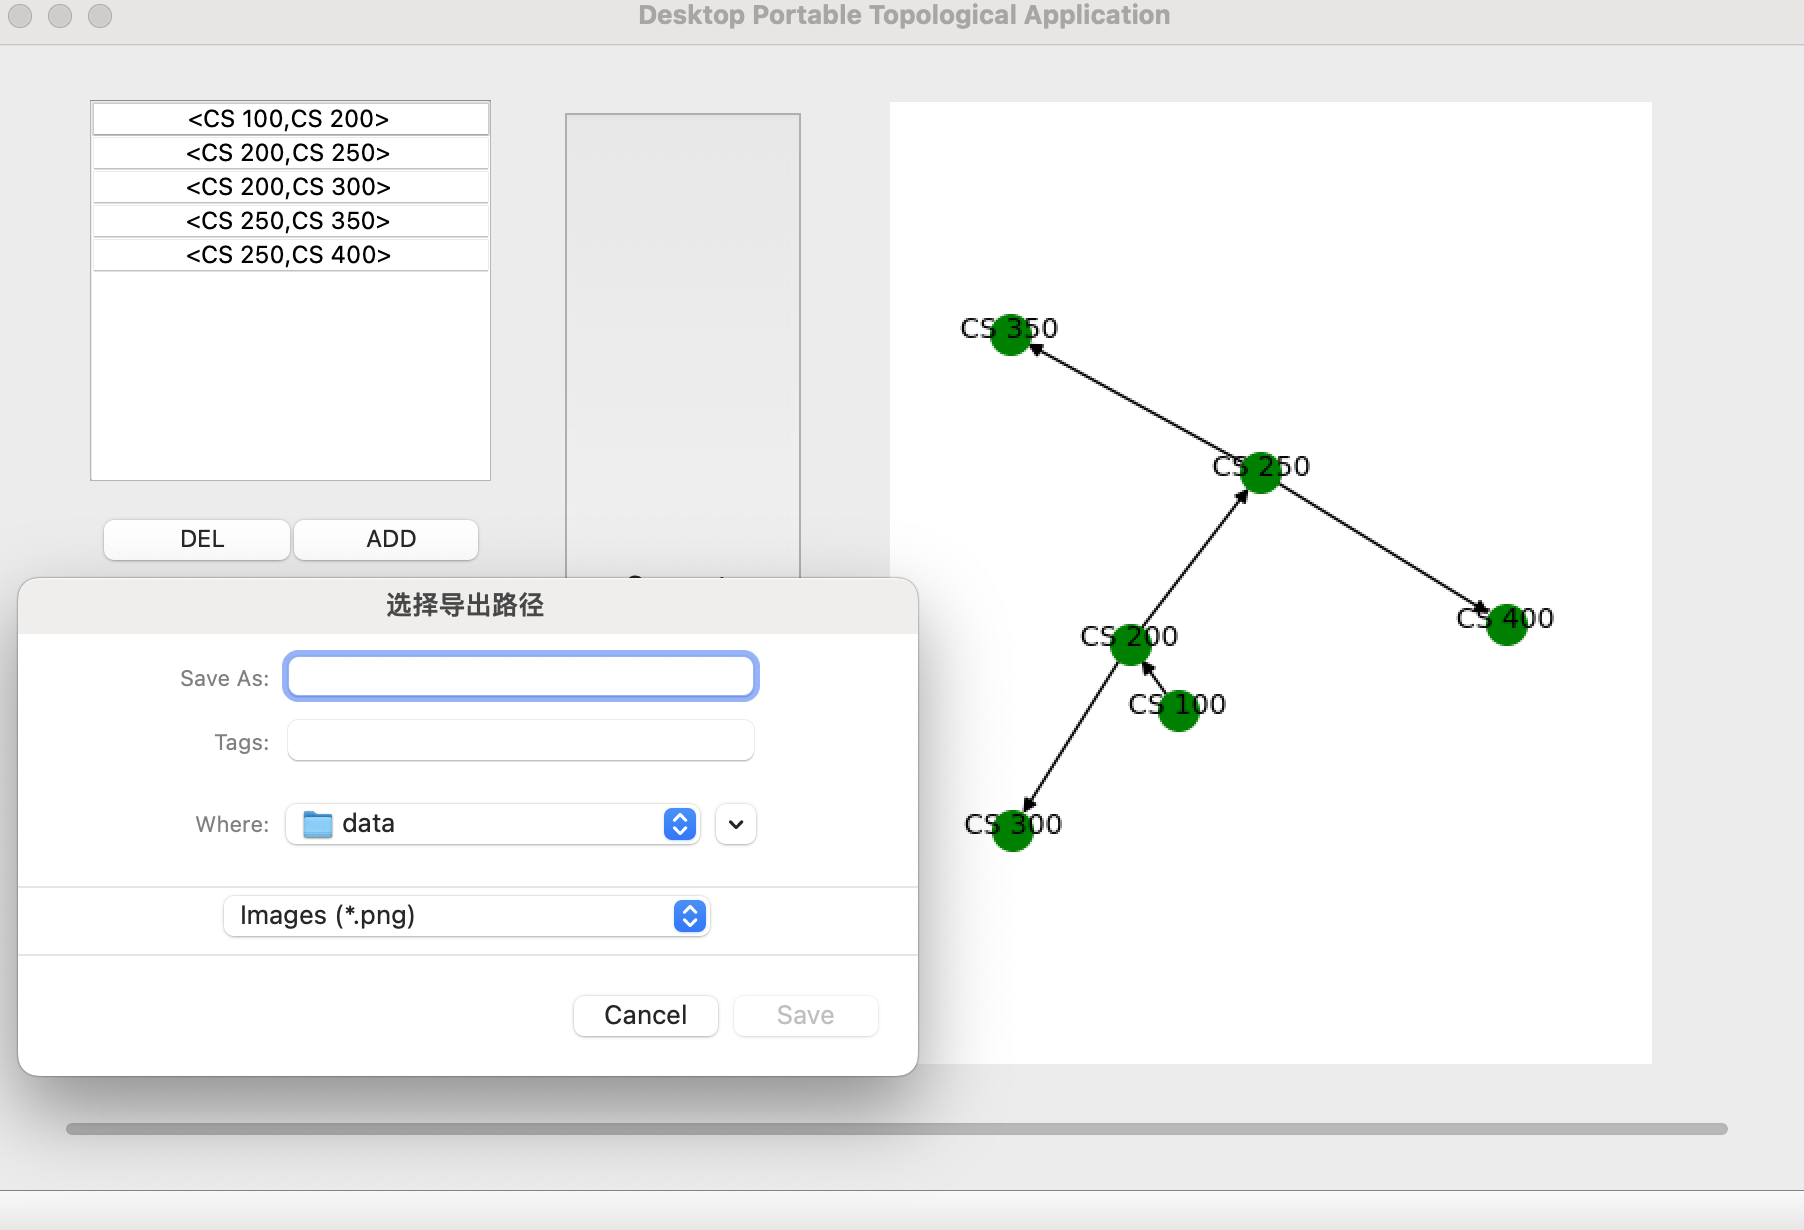 Desktop Portable Topological Application
<CS 100,CS 200>
<CS 200,CS 250>
<CS 200,CS 300>
<CS 250,CS 350>
<CS 250,CS 400>
DEL
ADD
选择导出路径
Save As:
Tags:
Where:
data
Images (*.png)
Cancel
Save
CS 350
CS 250
CS 400
CS 200
CS 100
CS 300